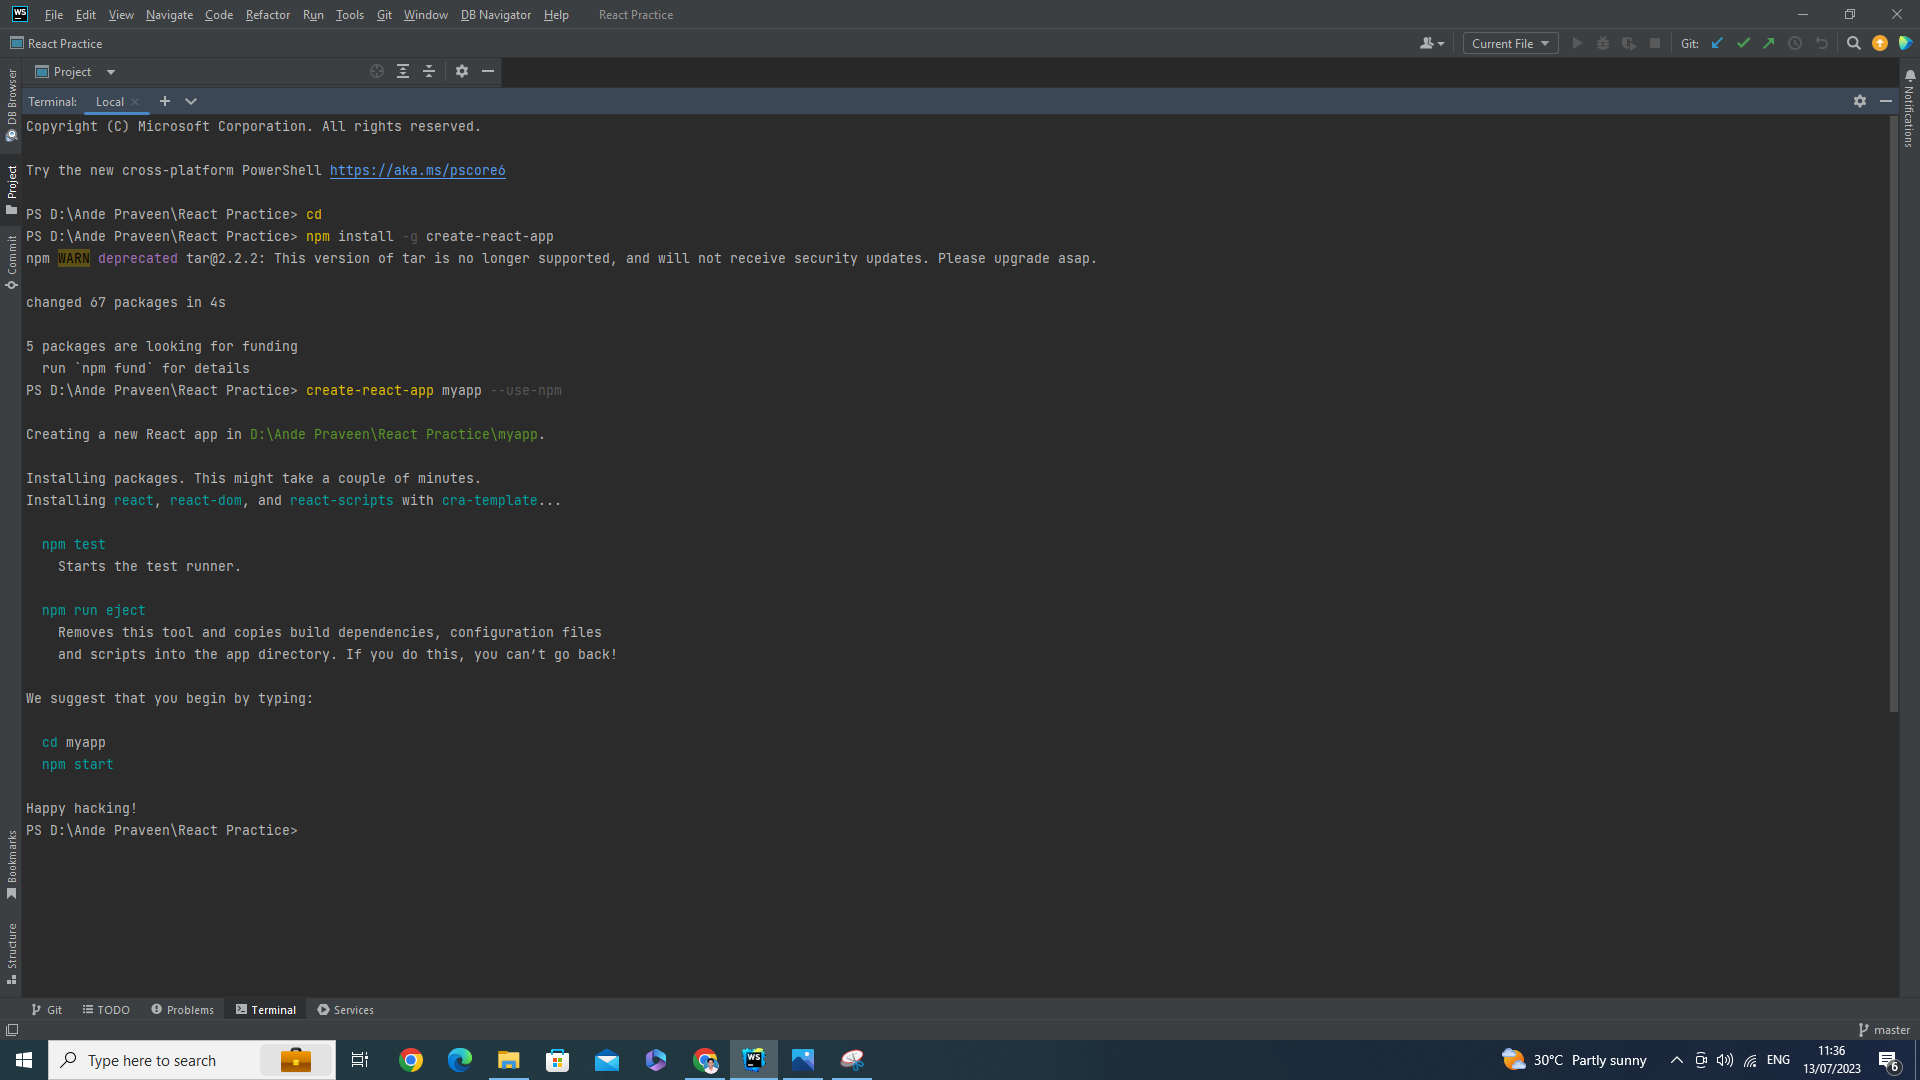 WS File Edit View Navigate Code Refactor Run Tools Git Window DB Navigator Help React Practice
React Practice Current File Git:
Project
DB Browser
Project
Commit
Bookmarks
Structure
Notifications
Terminal: Local
Copyright (C) Microsoft Corporation. All rights reserved.
Try the new cross-platform PowerShell https://aka.ms/pscore6
PS D:\Ande Praveen\React Practice> cd
PS D:\Ande Praveen\React Practice> npm install -g create-react-app
npm WARN deprecated tar@2.2.2: This version of tar is no longer supported, and will not receive security updates. Please upgrade asap.
changed 67 packages in 4s
5 packages are looking for funding
run `npm fund` for details
PS D:\Ande Praveen\React Practice> create-react-app myapp --use-npm
Creating a new React app in D:\Ande Praveen\React Practice\myapp.
Installing packages. This might take a couple of minutes.
Installing react, react-dom, and react-scripts with cra-template...
npm test
Starts the test runner.
npm run eject
Removes this tool and copies build dependencies, configuration files
and scripts into the app directory. If you do this, you can’t go back!
We suggest that you begin by typing:
cd myapp
npm start
Happy hacking!
PS D:\Ande Praveen\React Practice>
Git TODO Problems Terminal Services
master
Type here to search WS 30°C Partly sunny ENG 11:36
13/07/2023 6